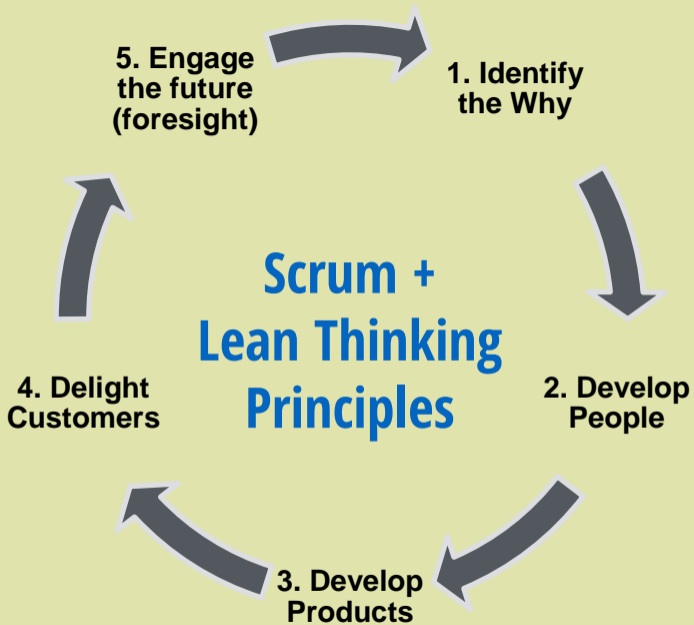 5. Engage
the future
(foresight)
1. Identify
the Why
Scrum +
Lean Thinking
Principles
2. Develop
People
4. Delight
Customers
3. Develop
Products